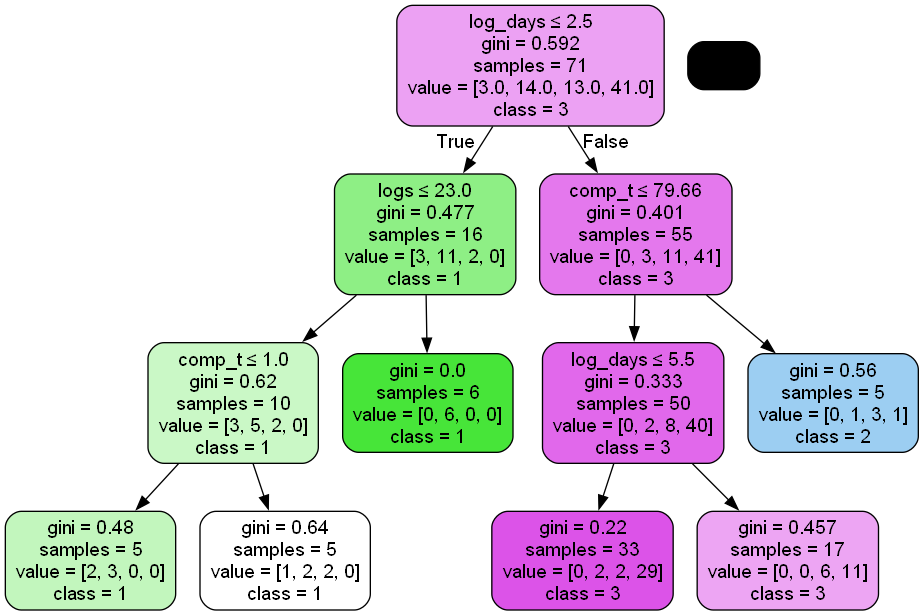 log_days ≤ 2.5
gini = 0.592
samples = 71
value = [3.0, 14.0, 13.0, 41.0]
class = 3
True
False
logs ≤ 23.0
gini = 0.477
samples = 16
value = [3, 11, 2, 0]
class = 1
comp_t ≤ 79.66
gini = 0.401
samples = 55
value = [0, 3, 11, 41]
class = 3
comp_t ≤ 1.0
gini = 0.62
samples = 10
value = [3, 5, 2, 0]
class = 1
gini = 0.0
samples = 6
value = [0, 6, 0, 0]
class = 1
log_days ≤ 5.5
gini = 0.333
samples = 50
value = [0, 2, 8, 40]
class = 3
gini = 0.56
samples = 5
value = [0, 1, 3, 1]
class = 2
gini = 0.48
samples = 5
value = [2, 3, 0, 0]
class = 1
gini = 0.64
samples = 5
value = [1, 2, 2, 0]
class = 1
gini = 0.22
samples = 33
value = [0, 2, 2, 29]
class = 3
gini = 0.457
samples = 17
value = [0, 0, 6, 11]
class = 3